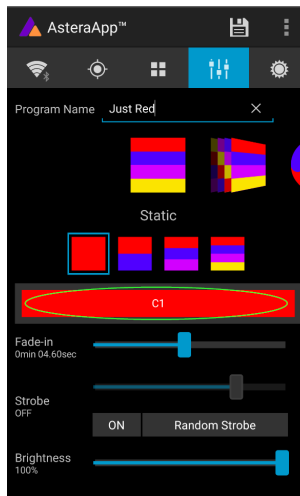 AsteraApp™
Program Name Just Red
Static
C1
Fade-in
0min 04.60sec
Strobe
OFF
ON Random Strobe
Brightness
100%